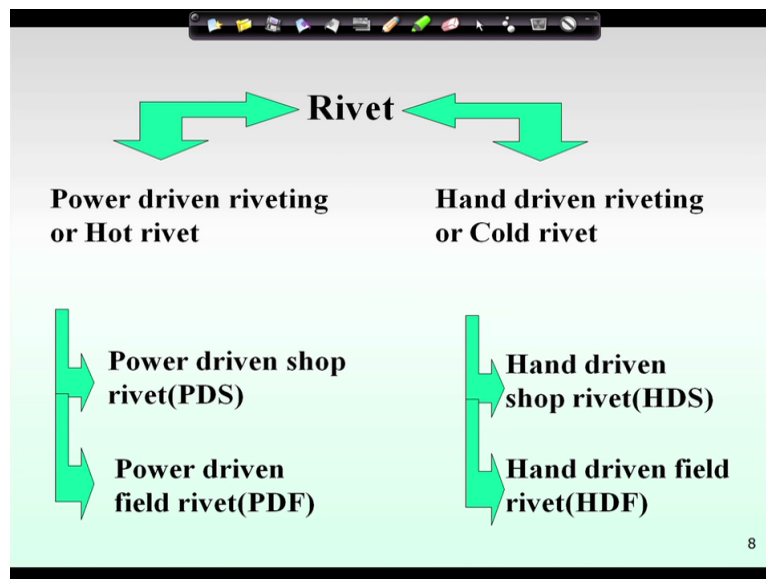 Rivet
Power driven riveting
or Hot rivet
Hand driven riveting
or Cold rivet
Power driven shop
rivet(PDS)
Hand driven
shop rivet(HDS)
Power driven
field rivet(PDF)
Hand driven field
rivet(HDF)
8